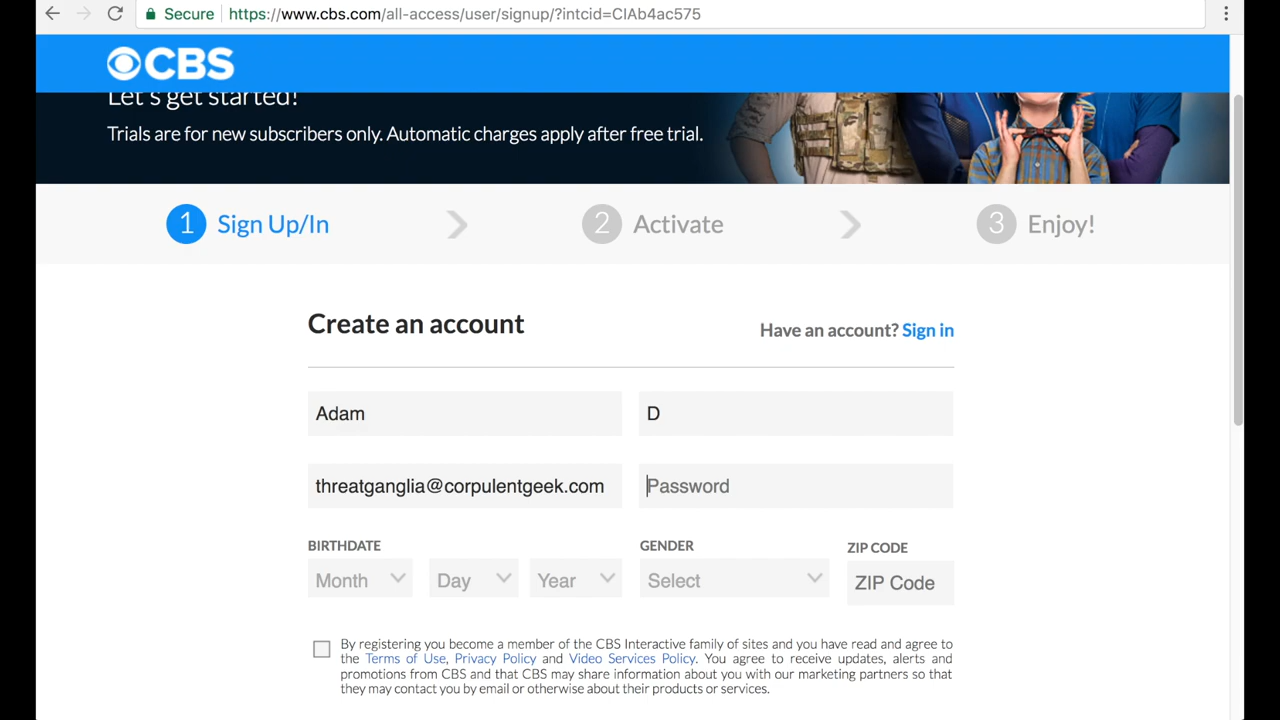 Secure https://www.cbs.com/all-access/user/signup/?intcid=CIAb4ac575
CBS
Let's get started!
Trials are for new subscribers only. Automatic charges apply after free trial.
1 Sign Up/In 2 Activate 3 Enjoy!
Create an account
Have an account? Sign in
Adam D
threatganglia@corpulentgeek.com Password
BIRTHDATE GENDER ZIP CODE
Month Day Year Select ZIP Code
By registering you become a member of the CBS Interactive family of sites and you have read and agree to
the Terms of Use, Privacy Policy and Video Services Policy. You agree to receive updates, alerts and
promotions from CBS and that CBS may share information about you with our marketing partners so that
they may contact you by email or otherwise about their products or services.